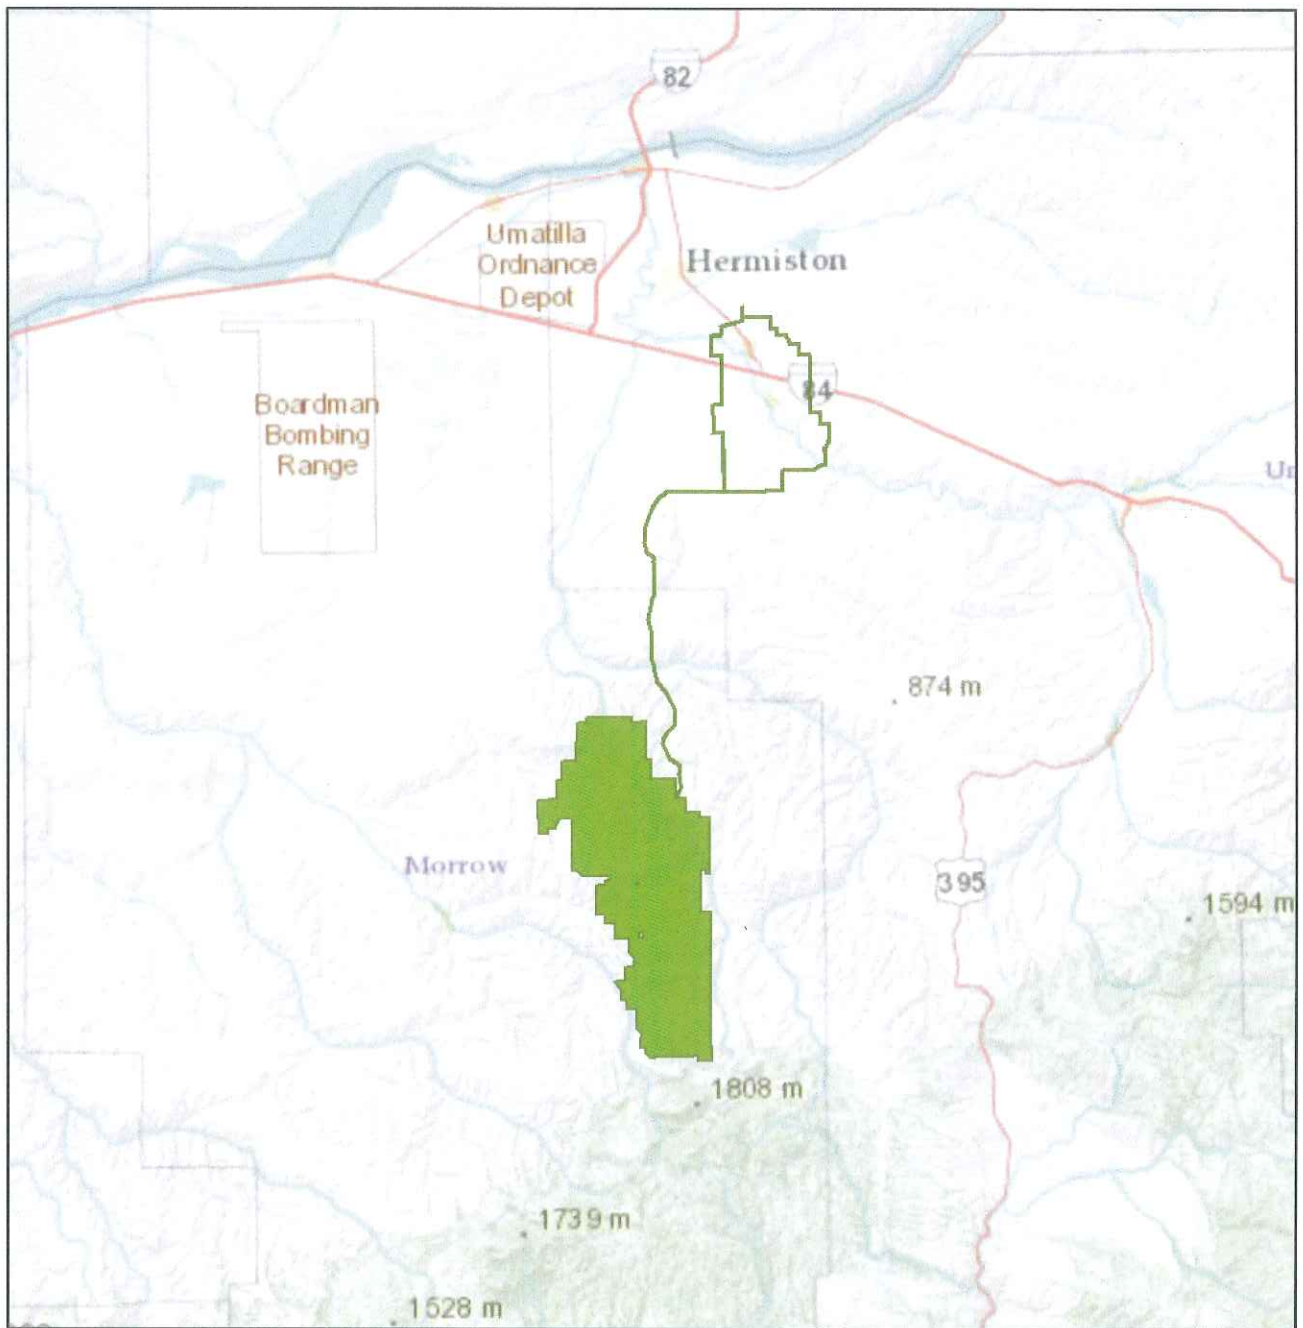 82
Umatilla
Ordnance
Depot
Hermiston
84
Boardman
Bombing
Range
874 m
Morrow
395
1594 m
1808 m
1739 m
1528 m